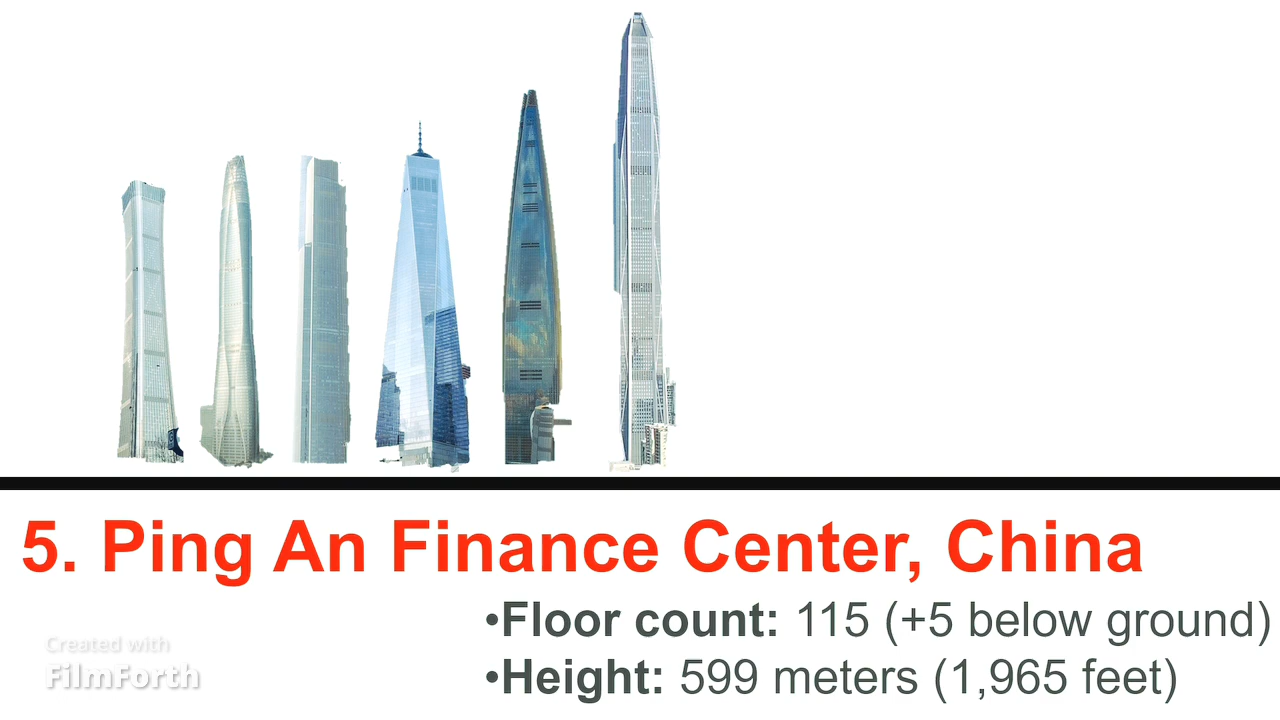 5. Ping An Finance Center, China
•Floor count: 115 (+5 below ground)
•Height: 599 meters (1,965 feet)
Created with
FilmForth